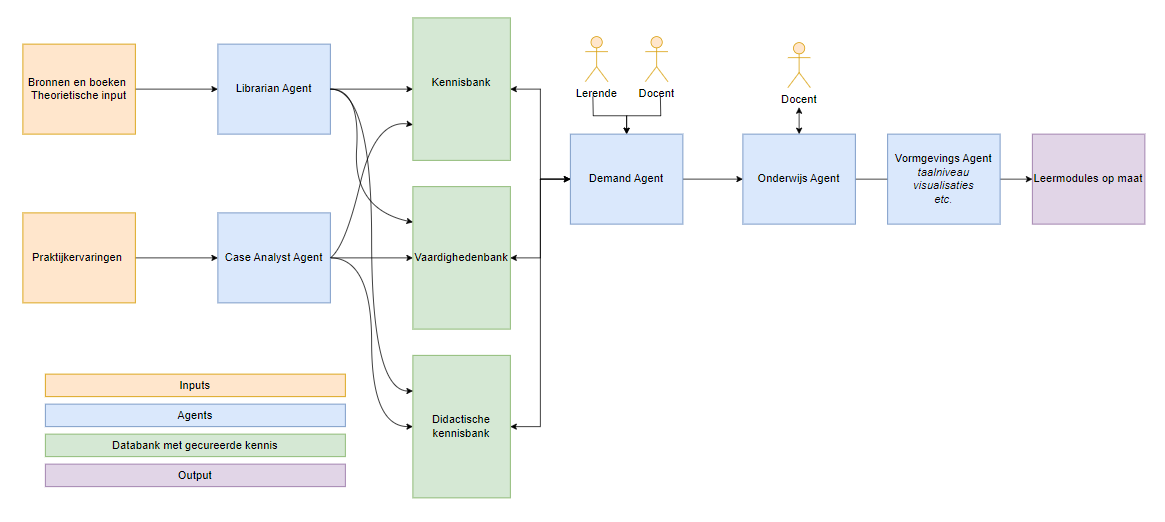 Bronnen en boeken
Theorietische input
Librarian Agent
Kennisbank
Lerende
Docent
Docent
Demand Agent
Onderwijs Agent
Vormgevings Agent
taalniveau
visualisaties
etc.
Leermodules op maat
Praktijkervaringen
Case Analyst Agent
Vaardighedenbank
Didactische
kennisbank
Inputs
Agents
Databank met gecureerde kennis
Output